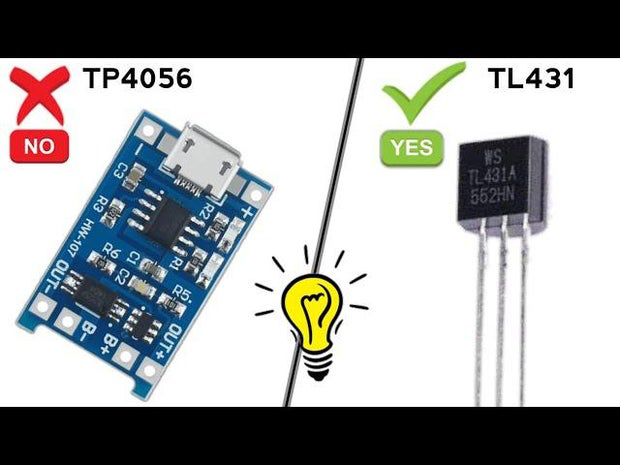 TP4056
NO
TL431
YES
WS
TL431A
552HN
-
+
C3
R3
R2
HW-107
R6
C1
R1
C2
R5.
OUT-
B-
B+
OUT+